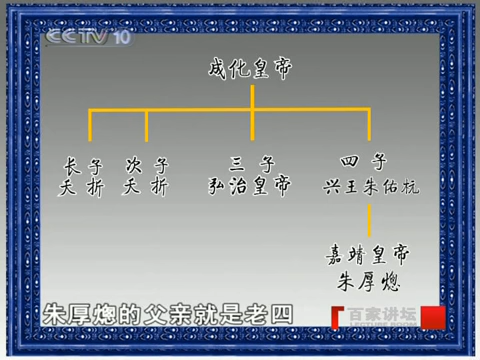 CCTV 10
成化皇帝
长子 次子 三子 四子
夭折 夭折 弘治皇帝 兴王朱佑杬
嘉靖皇帝
朱厚熜
朱厚熜的父亲就是老四
百家讲坛
LECTURE ROOM